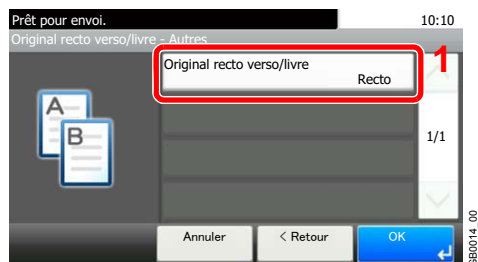 Prêt pour envoi.
10:10
Original recto verso/livre - Autres
Original recto verso/livre
Recto
1
A
B
1/1
Annuler
< Retour
OK
GB0014_00